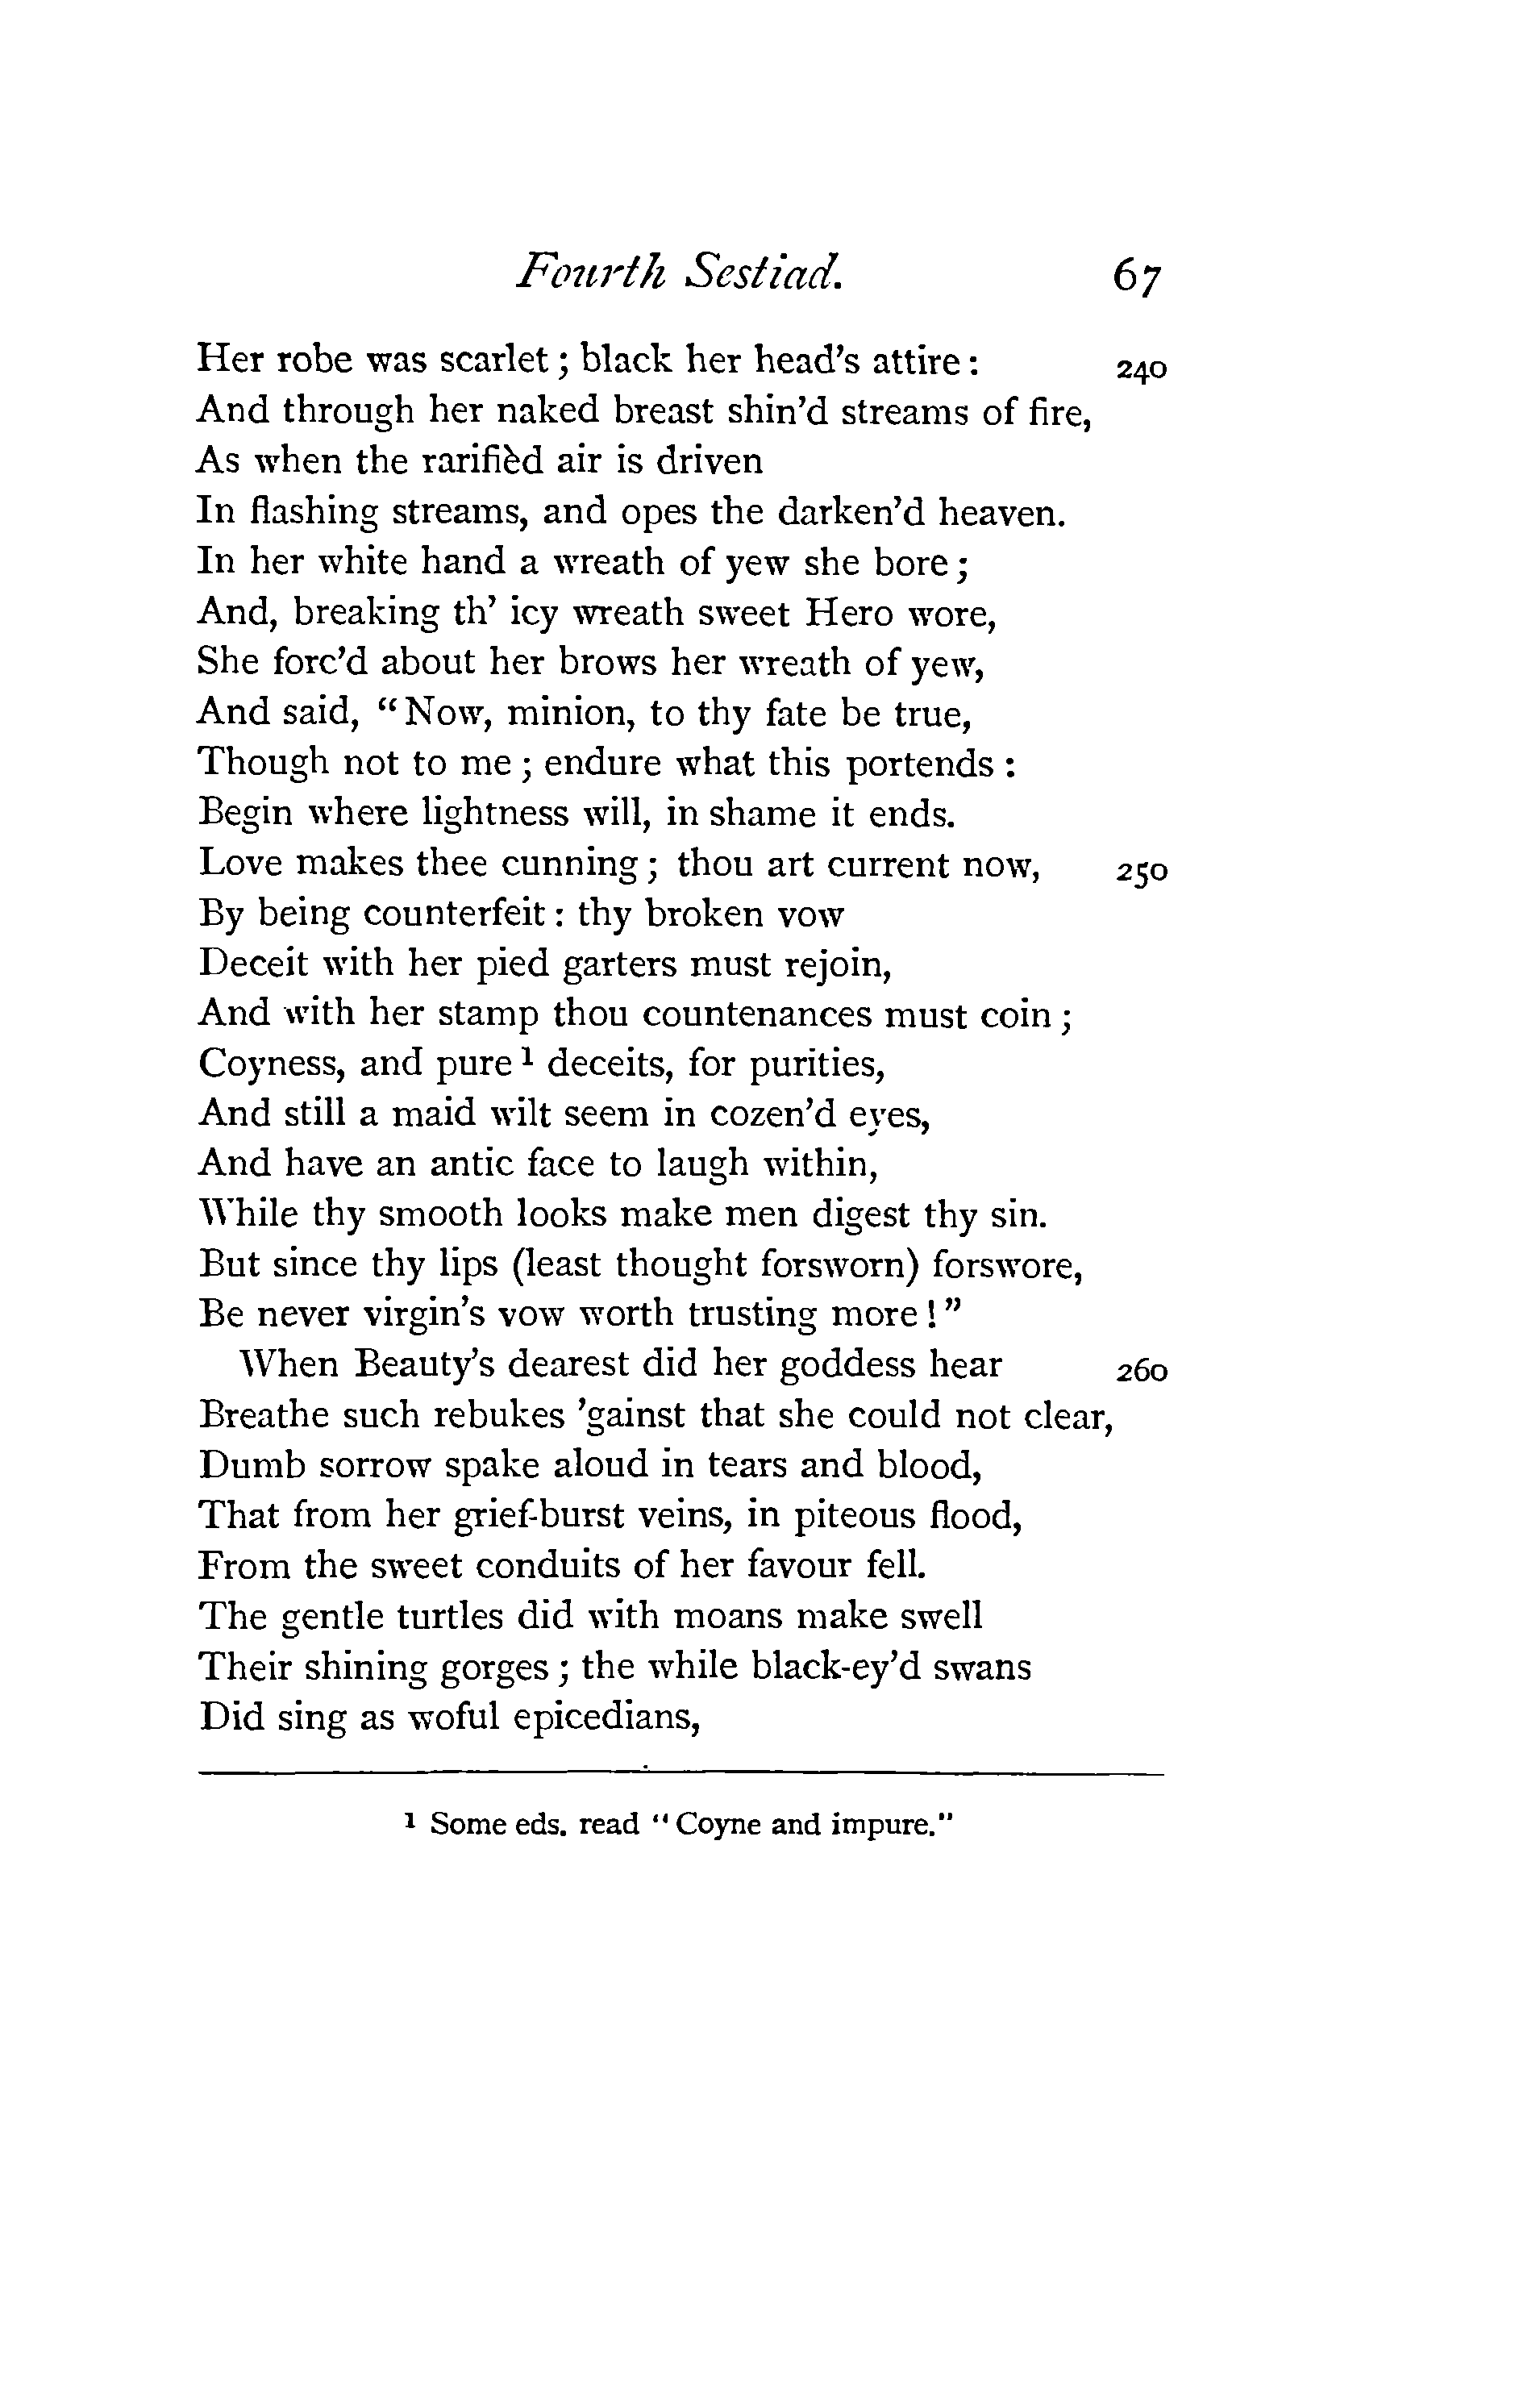 Fourth Sestiad. 67
Her robe was scarlet ; black her head's attire : 240
And through her naked breast shin'd streams of fire,
As when the rarifièd air is driven
In flashing streams, and opes the darken'd heaven.
In her white hand a wreath of yew she bore ;
And, breaking th' icy wreath sweet Hero wore,
She forc'd about her brows her wreath of yew,
And said, “Now, minion, to thy fate be true,
Though not to me ; endure what this portends :
Begin where lightness will, in shame it ends.
Love makes thee cunning ; thou art current now, 250
By being counterfeit : thy broken vow
Deceit with her pied garters must rejoin,
And with her stamp thou countenances must coin ;
Coyness, and pure ¹ deceits, for purities,
And still a maid wilt seem in cozen'd eyes,
And have an antic face to laugh within,
While thy smooth looks make men digest thy sin.
But since thy lips (least thought forsworn) forswore,
Be never virgin's vow worth trusting more ! ”
When Beauty's dearest did her goddess hear 260
Breathe such rebukes 'gainst that she could not clear,
Dumb sorrow spake aloud in tears and blood,
That from her grief-burst veins, in piteous flood,
From the sweet conduits of her favour fell.
The gentle turtles did with moans make swell
Their shining gorges ; the while black-ey'd swans
Did sing as woful epicedians,
¹ Some eds. read “Coyne and impure.”